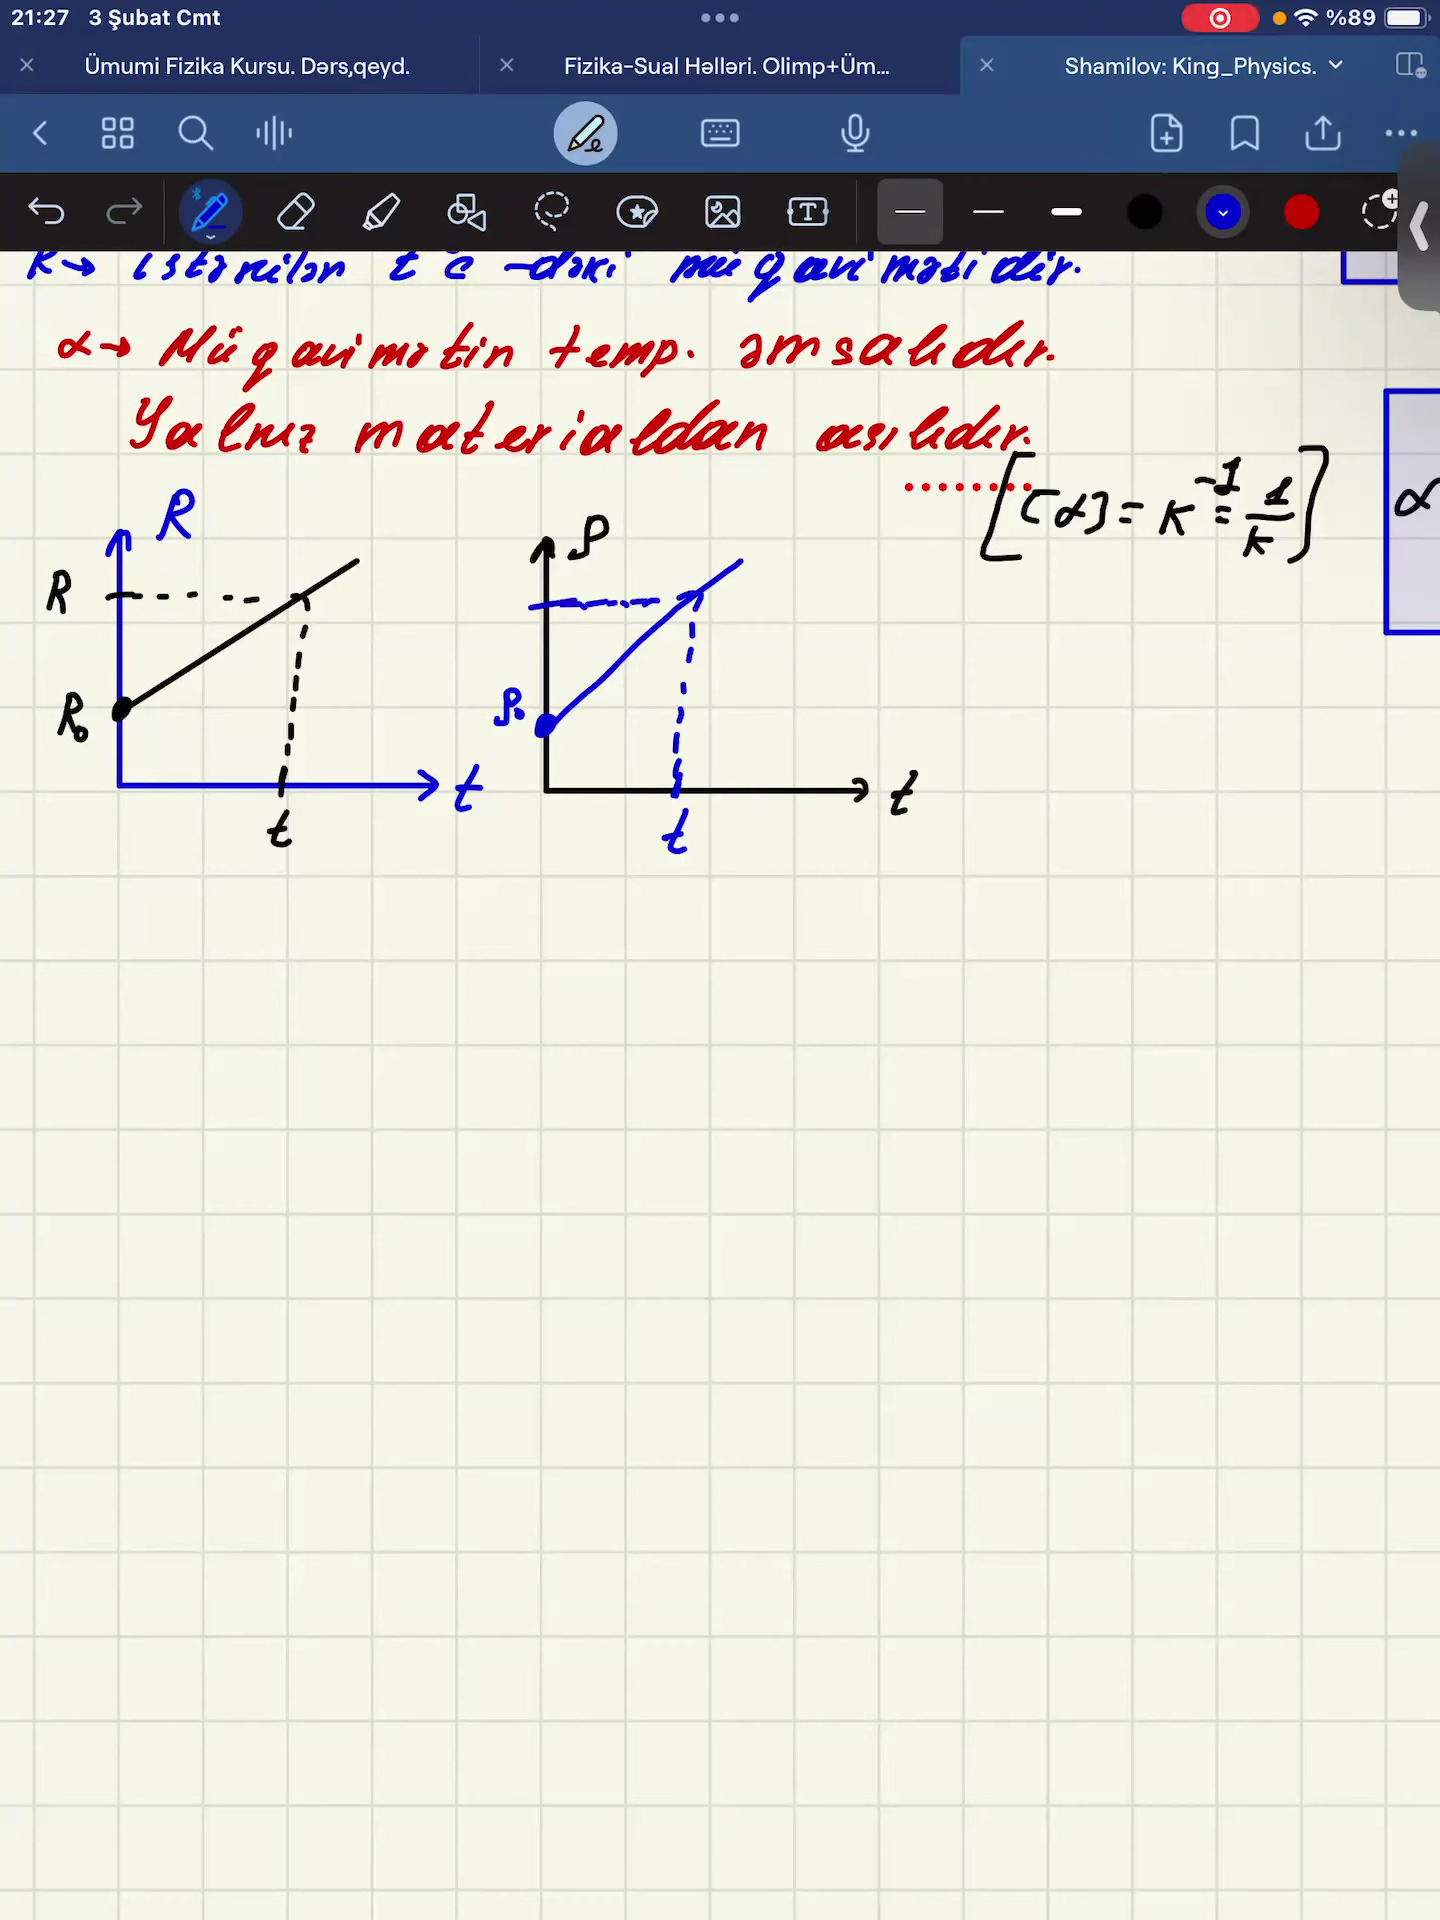 21:27 3 Şubat Cmt %89
Ümumi Fizika Kursu. Dərs,qeyd.
Fizika-Sual Həlləri. Olimp+Üm...
Shamilov: King_Physics.
R→ istənilən t°C-dəki müqavimətidir.
α→ Müqavimətin temp. əmsalıdır.
Yalnız materialdan asılıdır.
[[α] = K⁻¹ = 1/K]
α
R
R
R₀
t
t
ρ
ρ₀
t
t